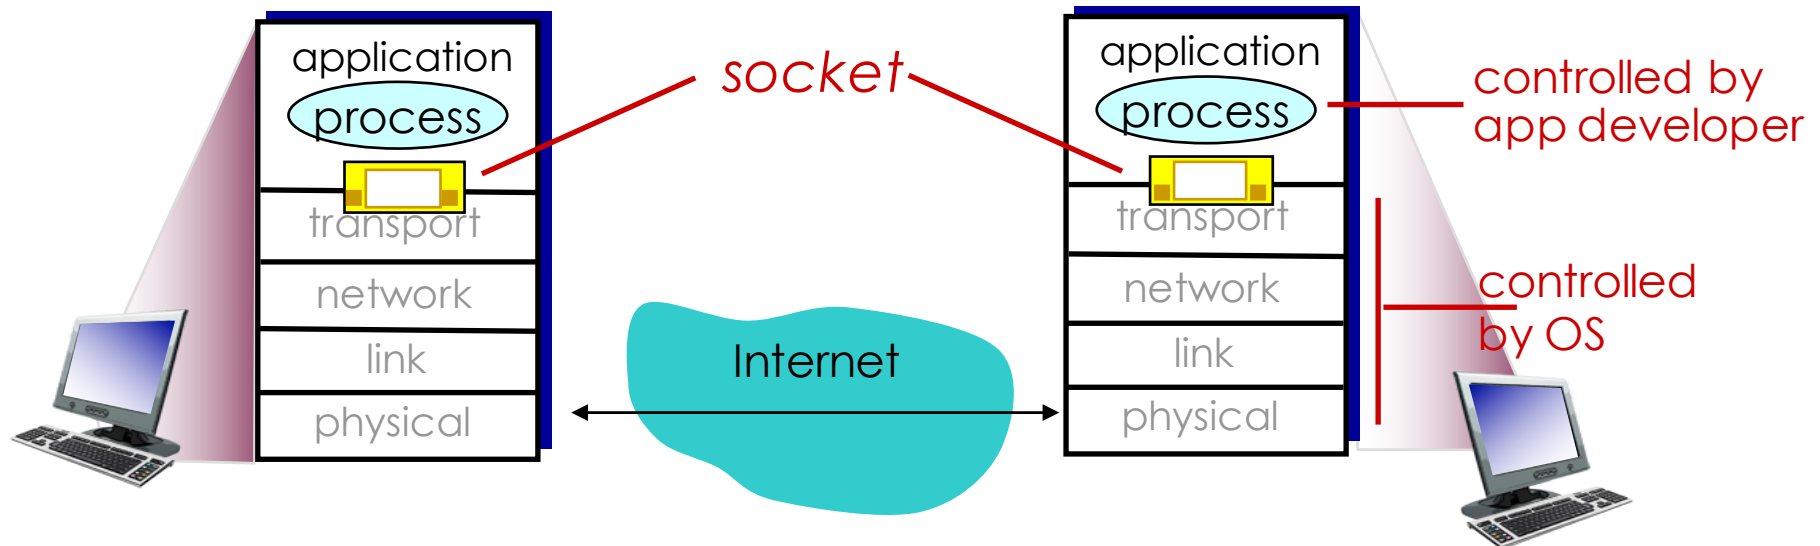 application
process
transport
network
link
physical
socket
Internet
application
process
transport
network
link
physical
controlled by
app developer
controlled
by OS